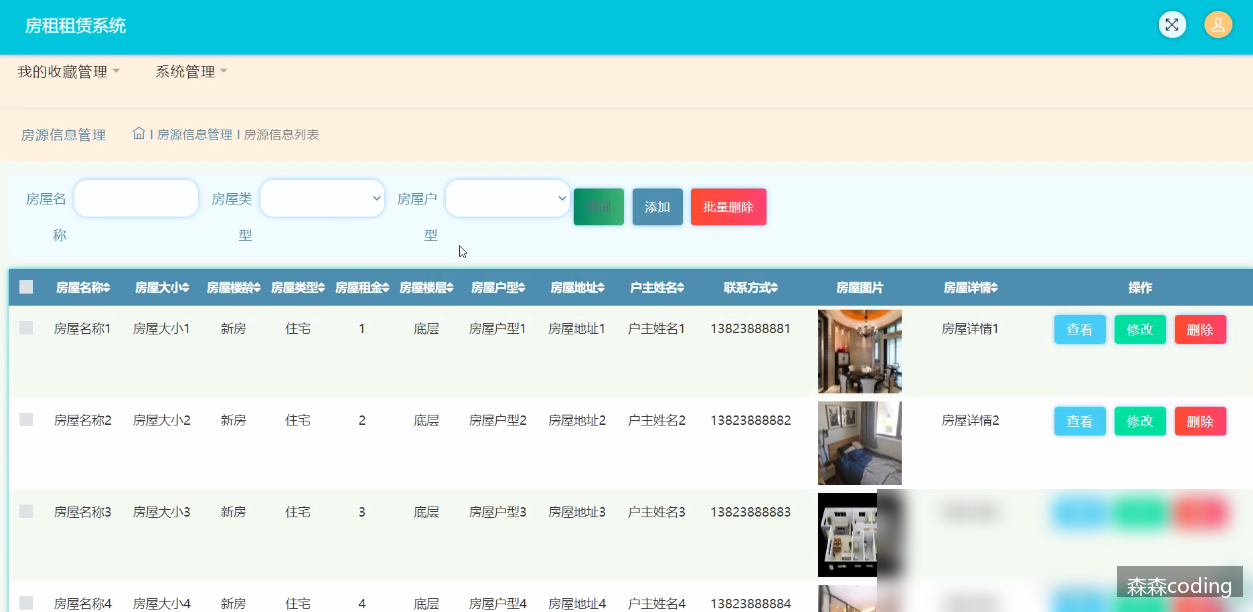 房租租赁系统
我的收藏管理 系统管理
房源信息管理 房源信息管理 房源信息列表
房屋名称 房屋类型 房屋户型 添加 批量删除
房屋名称 房屋大小 房屋楼龄 房屋类型 房屋租金 房屋楼层 房屋户型 房屋地址 户主姓名 联系方式 房屋图片 房屋详情 操作
房屋名称1 房屋大小1 新房 住宅 1 底层 房屋户型1 房屋地址1 户主姓名1 13823888881 房屋详情1 查看 修改 删除
房屋名称2 房屋大小2 新房 住宅 2 底层 房屋户型2 房屋地址2 户主姓名2 13823888882 房屋详情2 查看 修改 删除
房屋名称3 房屋大小3 新房 住宅 3 底层 房屋户型3 房屋地址3 户主姓名3 13823888883
房屋名称4 房屋大小4 新房 住宅 4 底层 房屋户型4 房屋地址4 户主姓名4 13823888884
森森coding